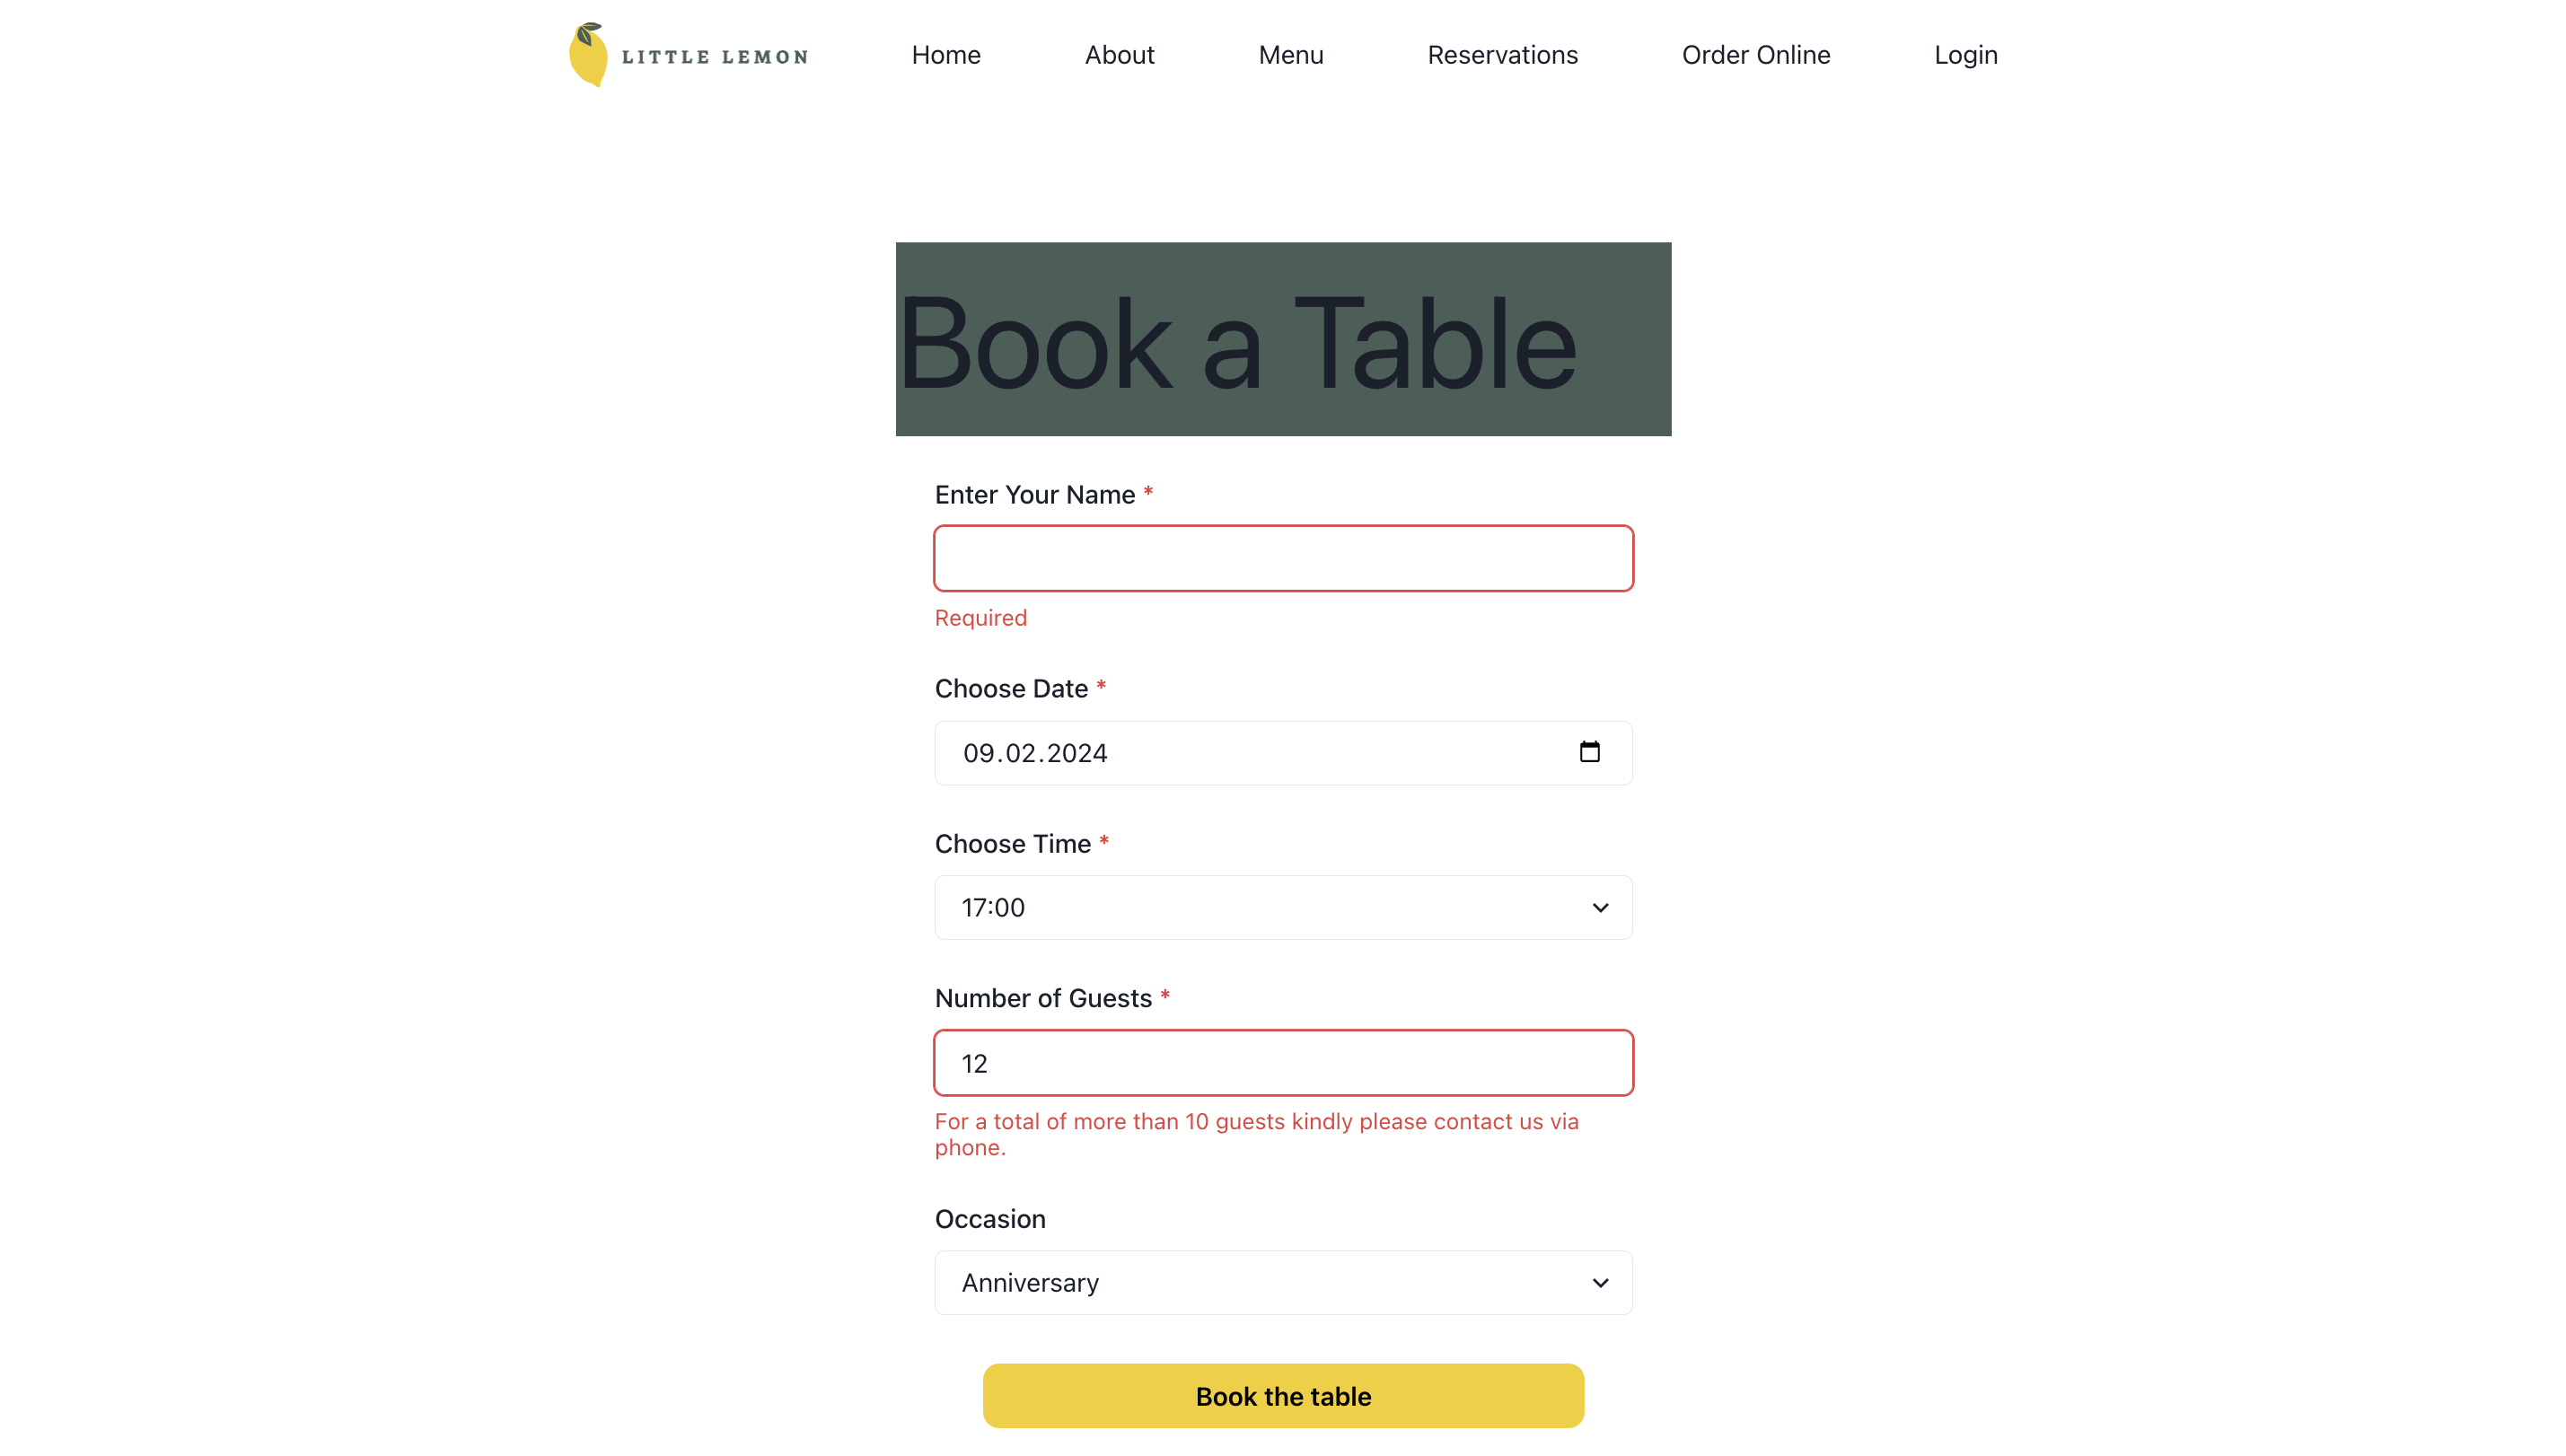 LITTLE LEMON
Home
About
Menu
Reservations
Order Online
Login
Book a Table
Enter Your Name *
Required
Choose Date *
09.02.2024
Choose Time *
17:00
Number of Guests *
12
For a total of more than 10 guests kindly please contact us via
phone.
Occasion
Anniversary
Book the table